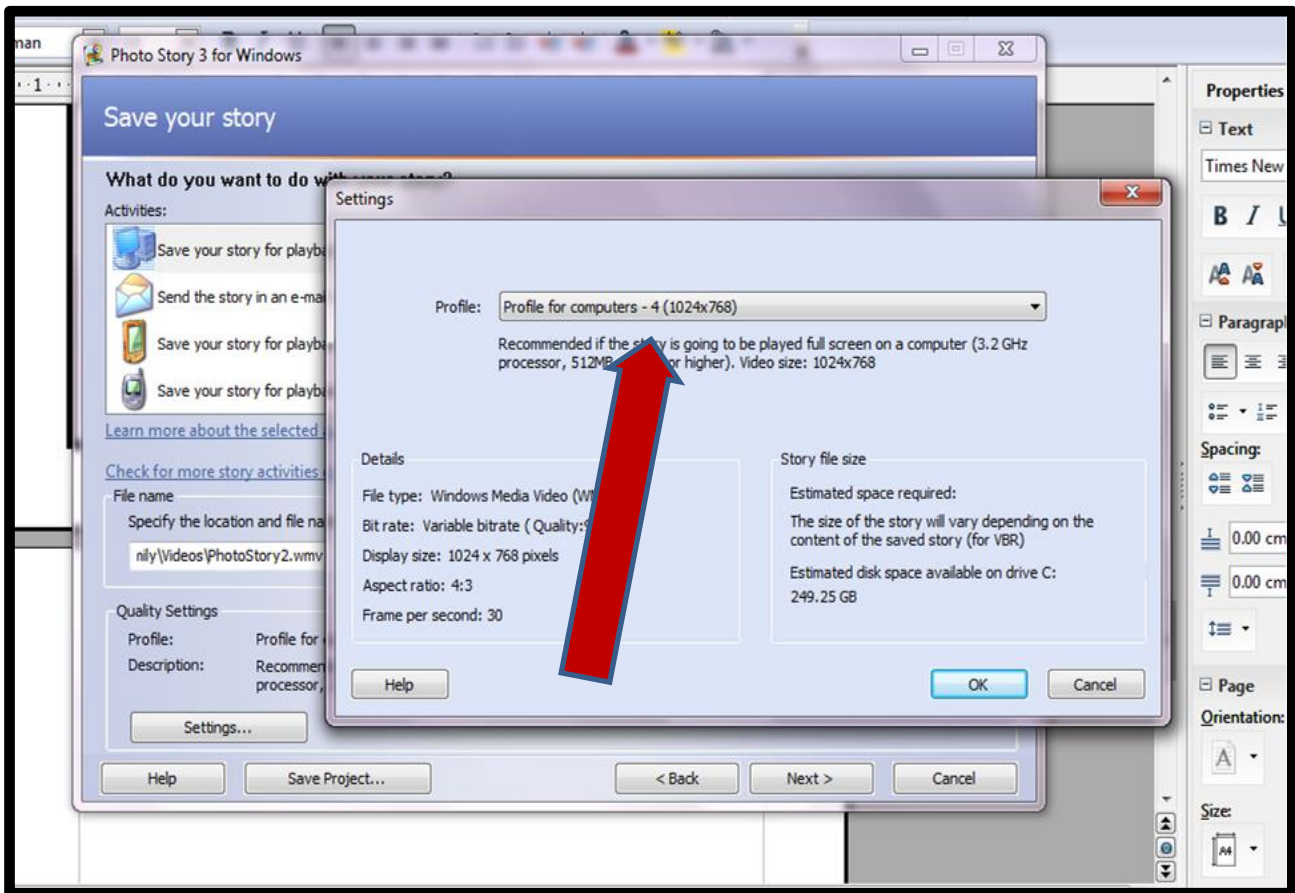 man
Photo Story 3 for Windows
1
Save your story
What do you want to do with your story?
Activities:
Save your story for playba
Send the story in an e-mai
Save your story for playba
Save your story for playba
Learn more about the selected
Check for more story activities
File name
Specify the location and file na
nily\Videos\PhotoStory2.wmv
Quality Settings
Profile: Profile for
Description: Recommen
processor,
Settings...
Help Save Project... < Back Next > Cancel
Settings
Profile: Profile for computers - 4 (1024x768)
Recommended if the story is going to be played full screen on a computer (3.2 GHz
processor, 512MB or higher). Video size: 1024x768
Details
File type: Windows Media Video (WM
Bit rate: Variable bitrate ( Quality:9
Display size: 1024 x 768 pixels
Aspect ratio: 4:3
Frame per second: 30
Story file size
Estimated space required:
The size of the story will vary depending on the
content of the saved story (for VBR)
Estimated disk space available on drive C:
249.25 GB
Help OK Cancel
Properties
Text
Times New
B I U
Paragrap
Spacing:
0.00 cm
0.00 cm
Page
Orientation:
A
Size:
A4